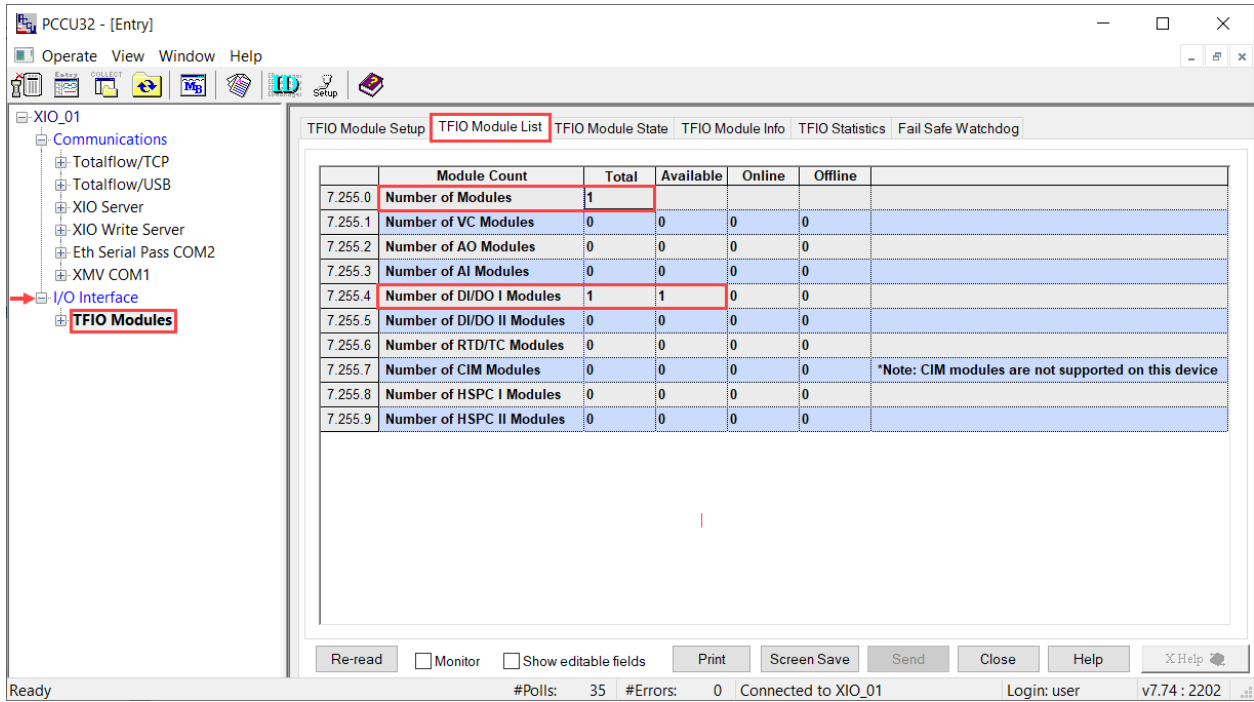 PCCU32 - [Entry]
Operate View Window Help
Entry COLLECT MB ID Setup
XIO_01
Communications
Totalflow/TCP
Totalflow/USB
XIO Server
XIO Write Server
Eth Serial Pass COM2
XMV COM1
I/O Interface
TFIO Modules
TFIO Module Setup TFIO Module List TFIO Module State TFIO Module Info TFIO Statistics Fail Safe Watchdog
Module Count Total Available Online Offline
7.255.0 Number of Modules 1
7.255.1 Number of VC Modules 0 0 0 0
7.255.2 Number of AO Modules 0 0 0 0
7.255.3 Number of AI Modules 0 0 0 0
7.255.4 Number of DI/DO I Modules 1 1 0 0
7.255.5 Number of DI/DO II Modules 0 0 0 0
7.255.6 Number of RTD/TC Modules 0 0 0 0
7.255.7 Number of CIM Modules 0 0 0 0 *Note: CIM modules are not supported on this device
7.255.8 Number of HSPC I Modules 0 0 0 0
7.255.9 Number of HSPC II Modules 0 0 0 0
Re-read Monitor Show editable fields Print Screen Save Send Close Help X Help
Ready #Polls: 35 #Errors: 0 Connected to XIO_01 Login: user v7.74 : 2202